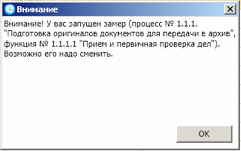 Внимание
Внимание! У вас запущен замер (процесс № 1.1.1.
"Подготовка оригиналов документов для передачи в архив",
функция № 1.1.1.1 "Прием и первичная проверка дел").
Возможно его надо сменить.
OK